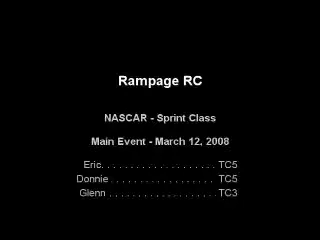 Rampage RC
NASCAR - Sprint Class
Main Event - March 12, 2008
Eric. . . . . . . . . . . . . . . . . . . . TC5
Donnie . . . . . . . . . . . . . . . . . . TC5
Glenn . . . . . . . . . . . . . . . . . . . TC3